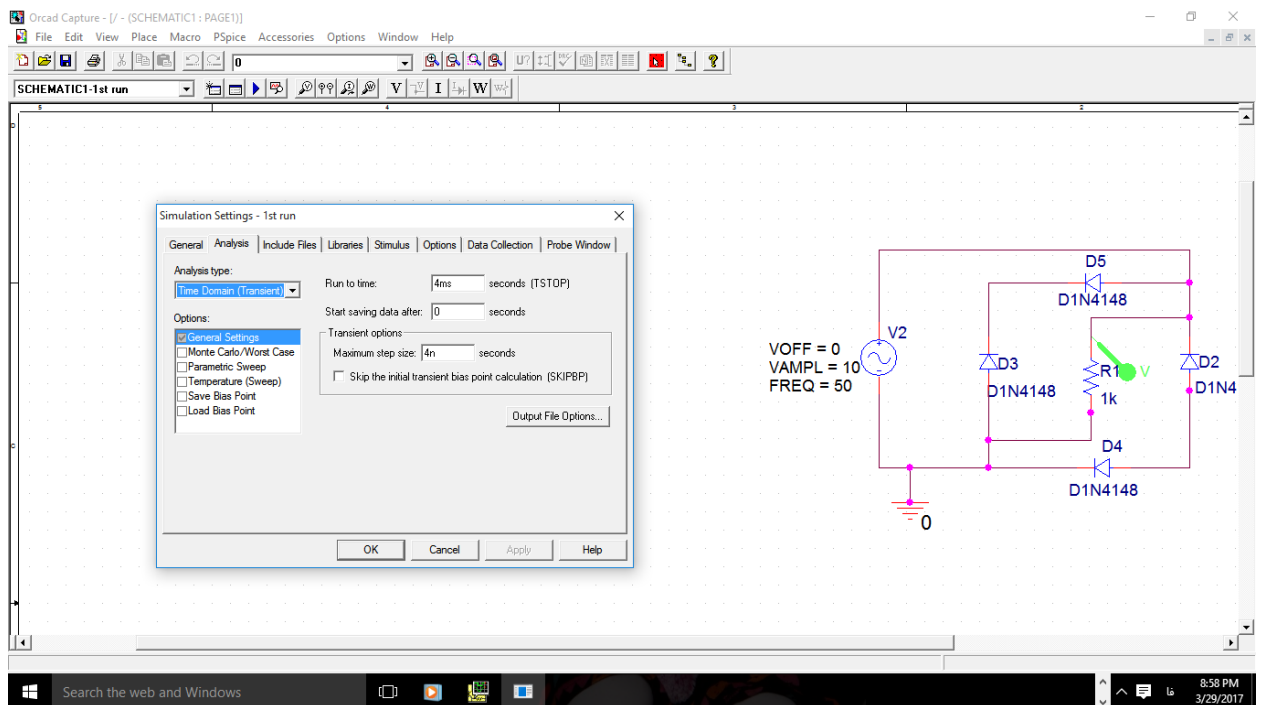 Orcad Capture - [/ - (SCHEMATIC1 : PAGE1)]
File Edit View Place Macro PSpice Accessories Options Window Help
0
U?
SCHEMATIC1-1st run
V V I I W W
5 4 3 2
D
C
Simulation Settings - 1st run
General Analysis Include Files Libraries Stimulus Options Data Collection Probe Window
Analysis type:
Time Domain (Transient)
Options:
General Settings
Monte Carlo/Worst Case
Parametric Sweep
Temperature (Sweep)
Save Bias Point
Load Bias Point
Run to time: 4ms seconds (TSTOP)
Start saving data after: 0 seconds
Transient options
Maximum step size: 4n seconds
Skip the initial transient bias point calculation (SKIPBP)
Output File Options...
OK Cancel Apply Help
V2
VOFF = 0
VAMPL = 10
FREQ = 50
D5
D1N4148
D3
D1N4148
R1
1k
V
D2
D1N4
D4
D1N4148
0
Search the web and Windows
فا
8:58 PM
3/29/2017